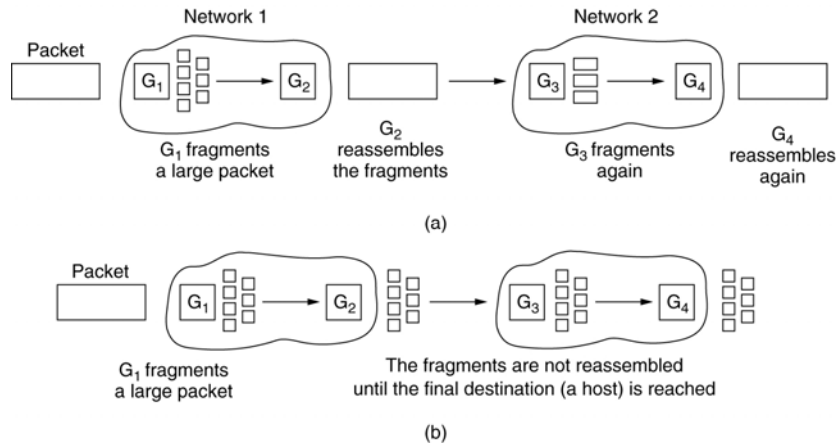 Network 1
Network 2
Packet
G1
G2
G3
G4
G1 fragments
a large packet
G2
reassembles
the fragments
G3 fragments
again
G4
reassembles
again
(a)
Packet
G1
G2
G3
G4
G1 fragments
a large packet
The fragments are not reassembled
until the final destination (a host) is reached
(b)